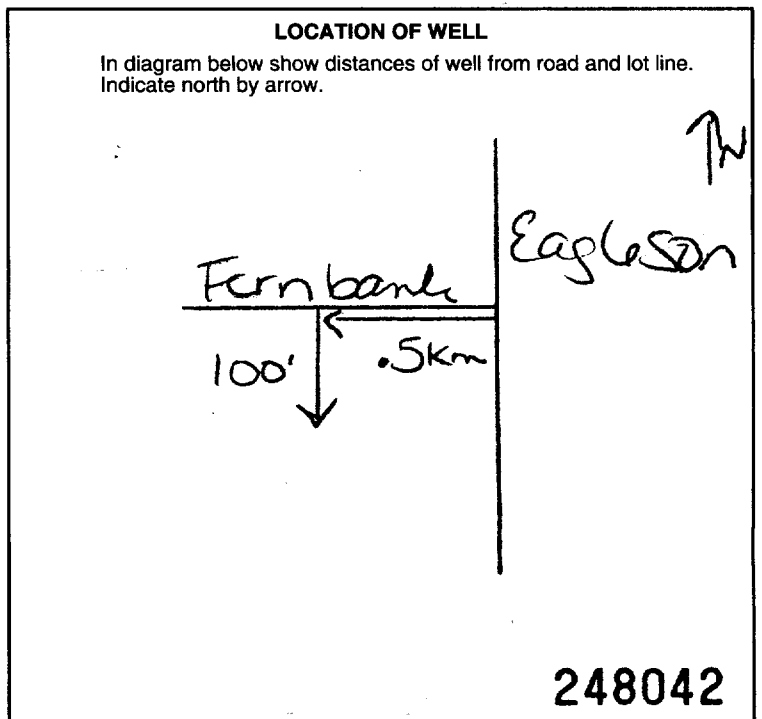 LOCATION OF WELL
In diagram below show distances of well from road and lot line.
Indicate north by arrow.
N
Eagleson
Fernbank
100'
.5km
248042